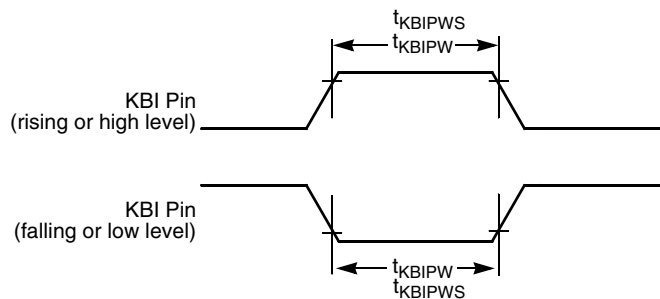 tKBIPWS
tKBIPW
KBI Pin
(rising or high level)
KBI Pin
(falling or low level)
tKBIPW
tKBIPWS